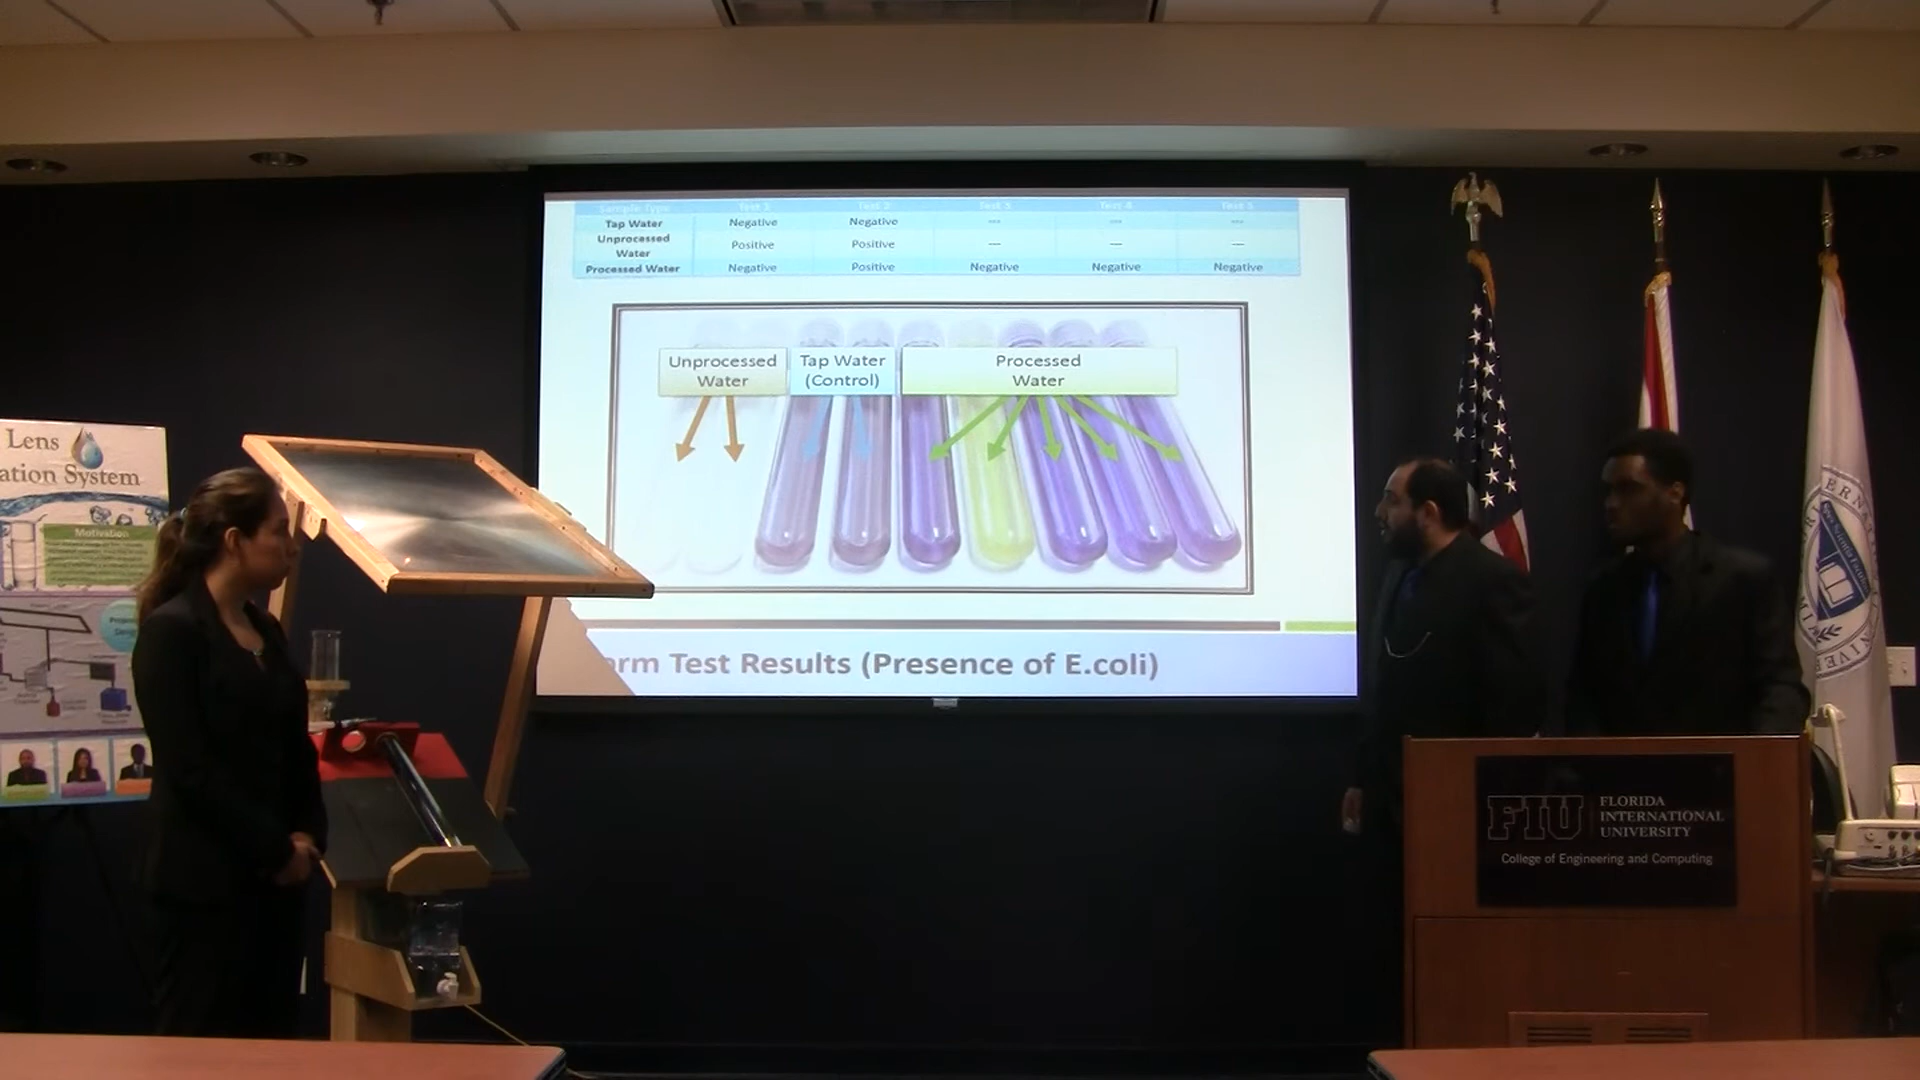 Sample Type Test 1 Test 2 Test 3 Test 4 Test 5
Tap Water Negative Negative --- --- ---
Unprocessed
Water Positive Positive --- --- ---
Processed Water Negative Positive Negative Negative Negative
Unprocessed
Water
Tap Water
(Control)
Processed
Water
orm Test Results (Presence of E.coli)
Lens
ation System
Motivation
FIU
FLORIDA
INTERNATIONAL
UNIVERSITY
College of Engineering and Computing